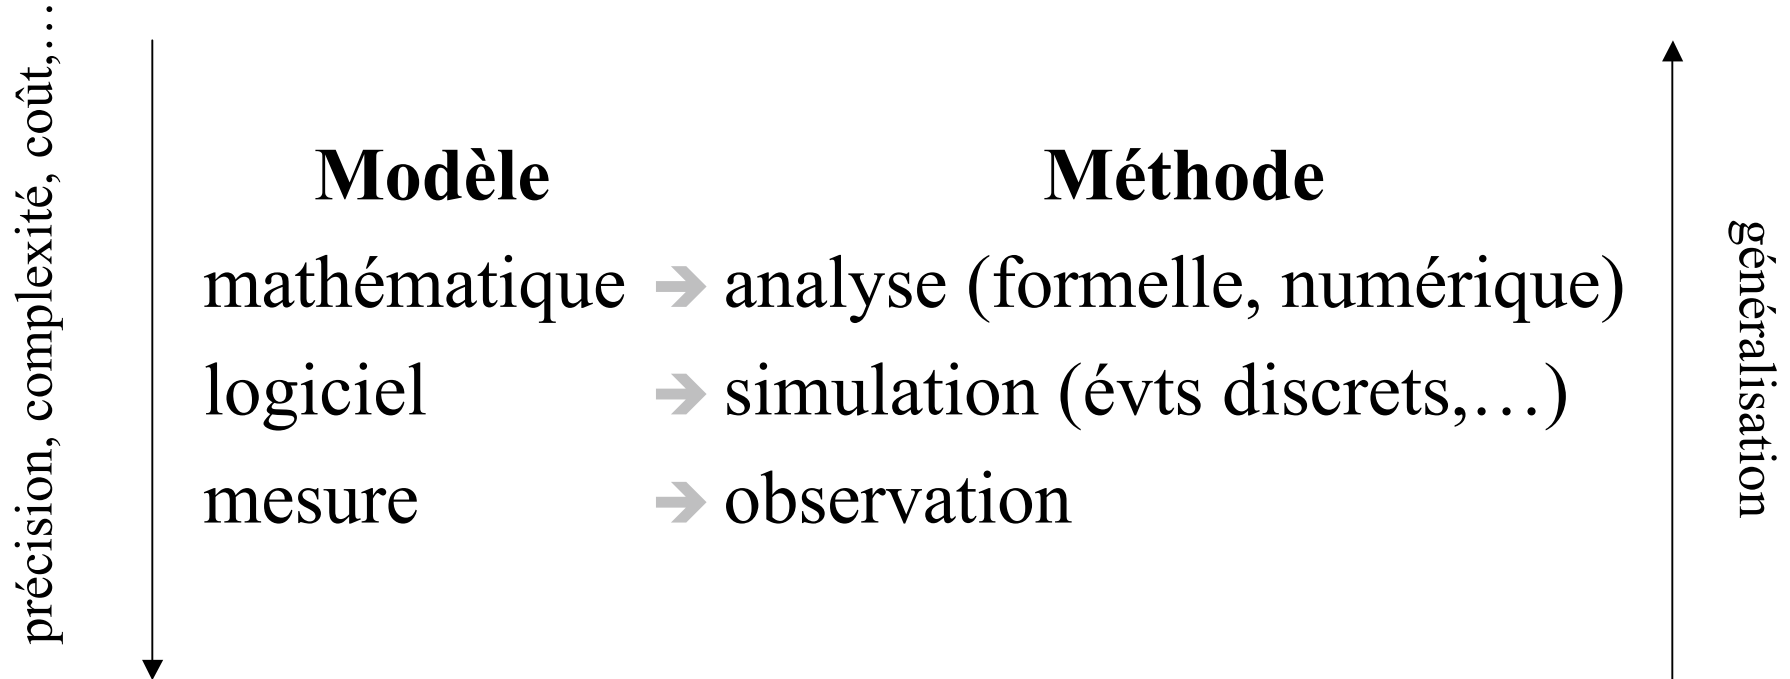 précision, complexité, coût,…
Modèle Méthode
mathématique ➔ analyse (formelle, numérique)
logiciel ➔ simulation (évts discrets,…)
mesure ➔ observation
généralisation